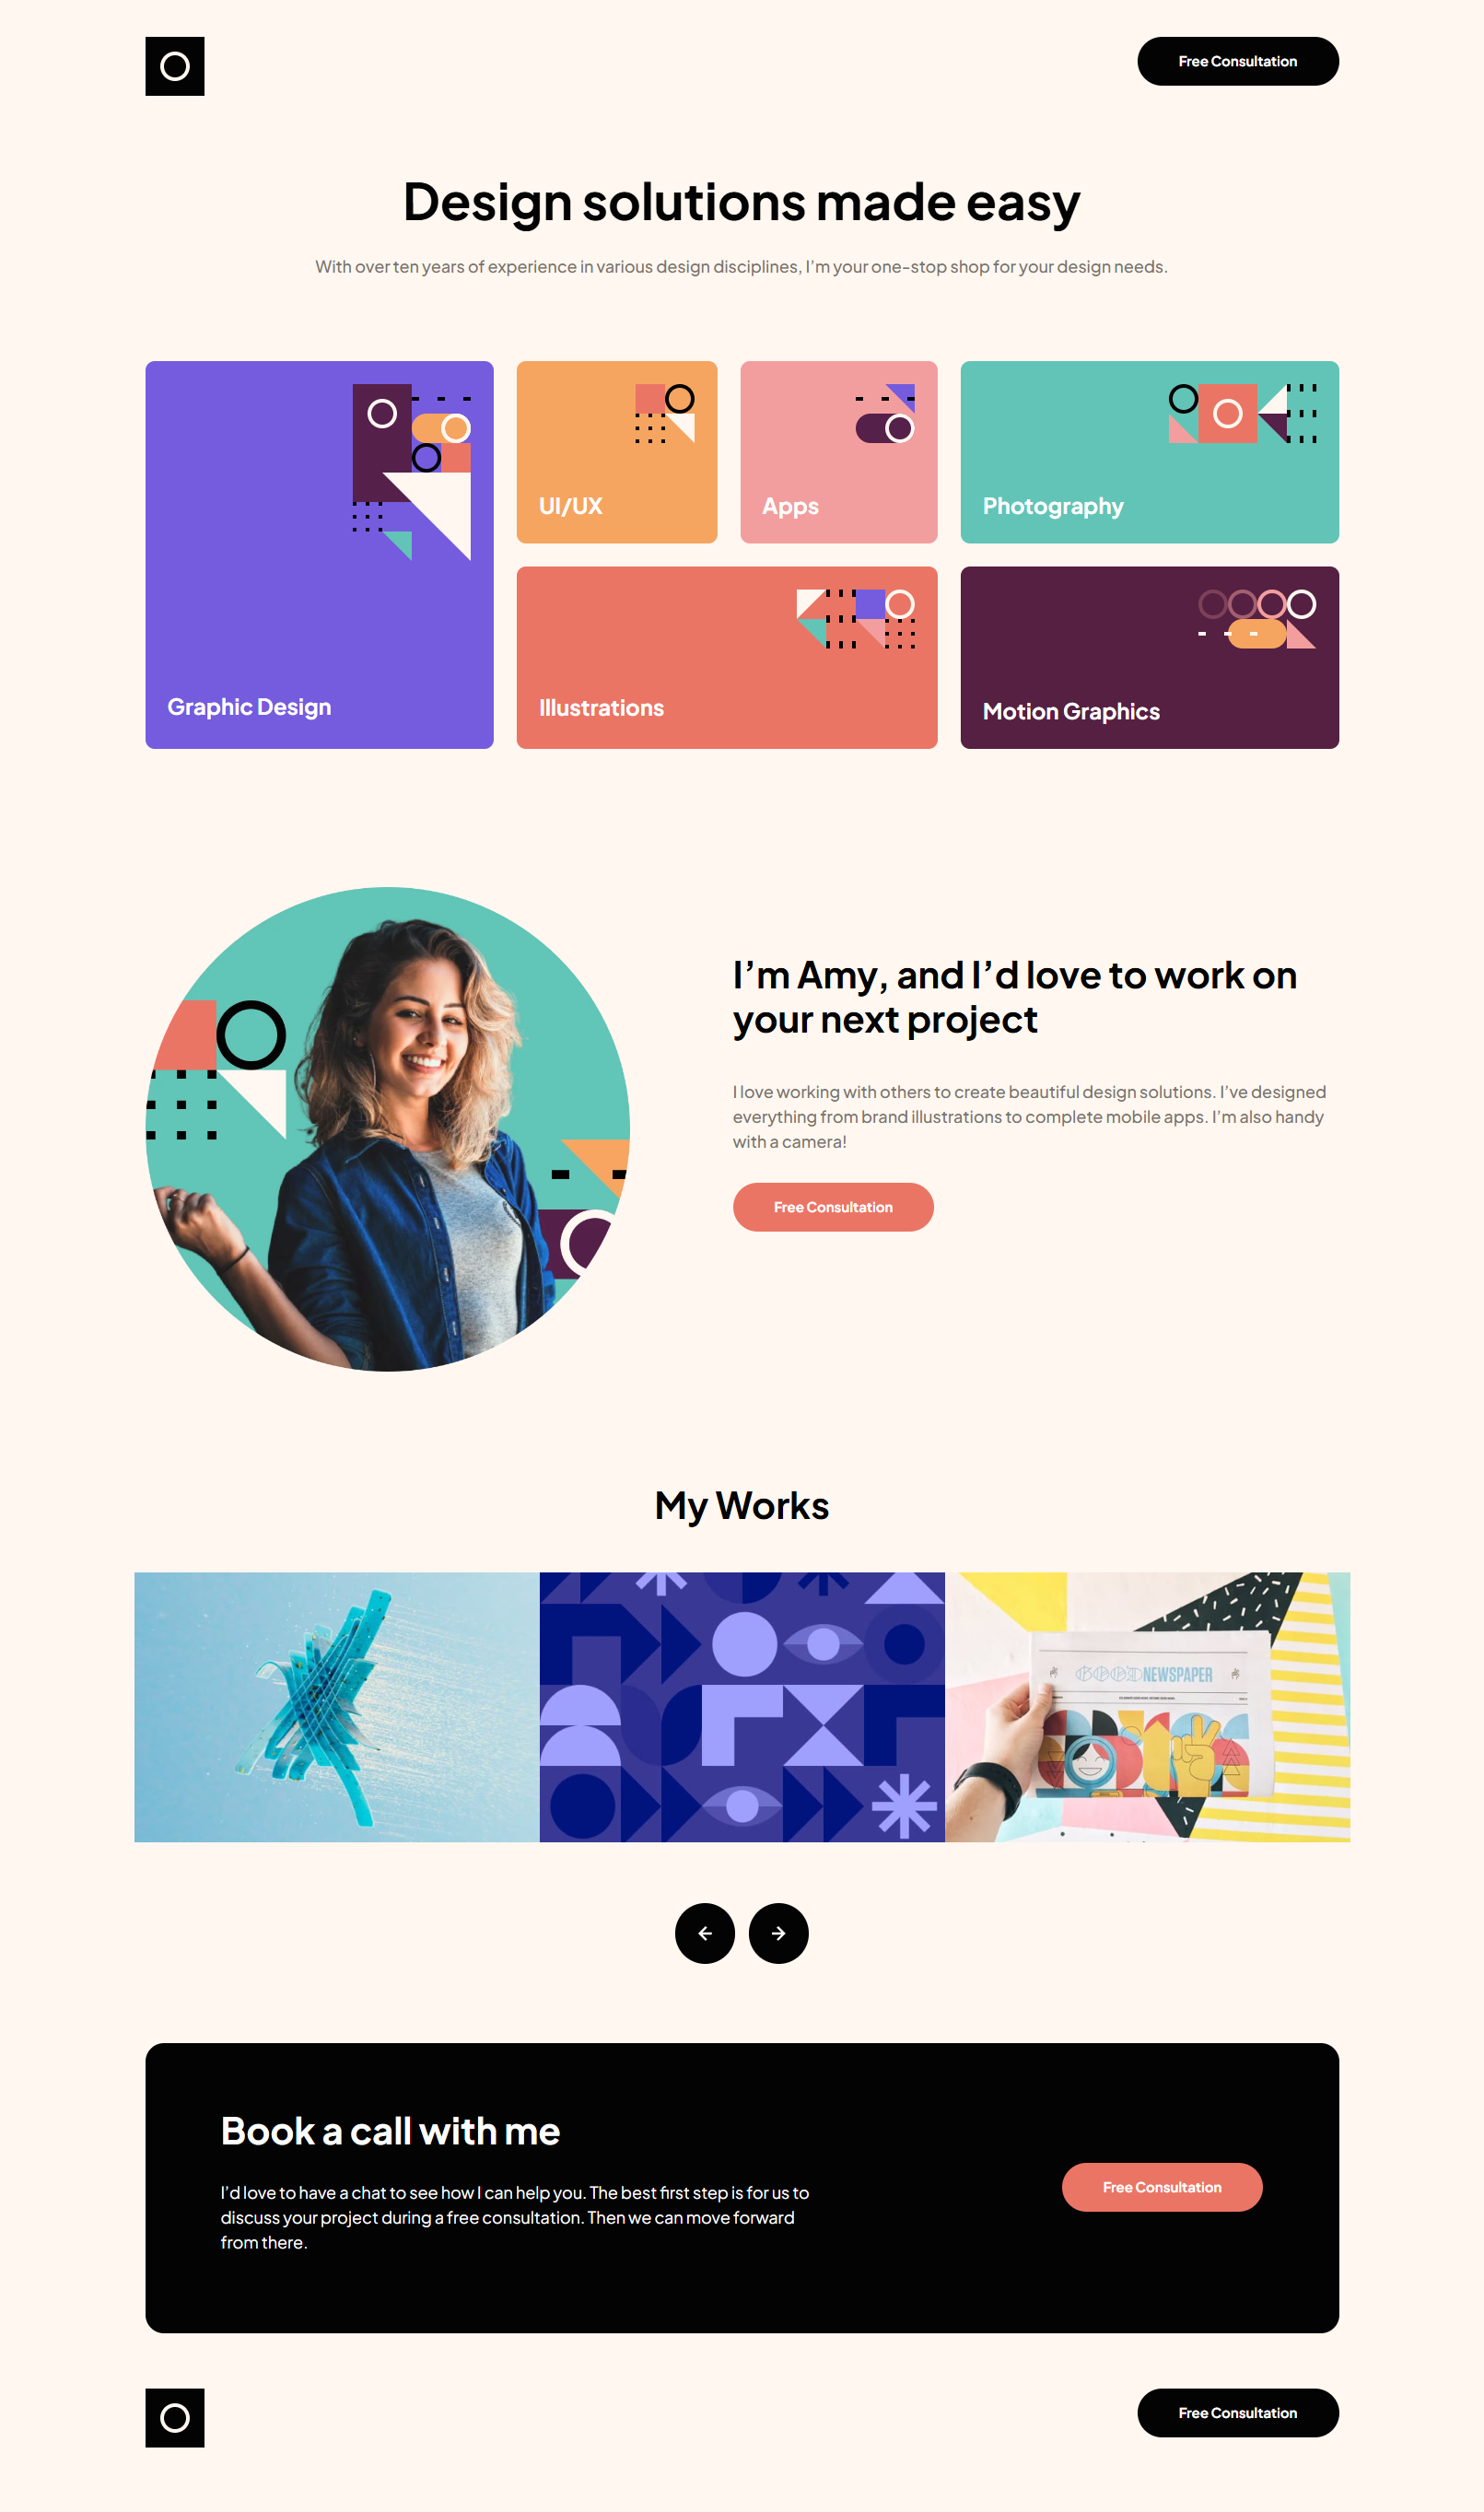 Free Consultation
Design solutions made easy
With over ten years of experience in various design disciplines, I’m your one-stop shop for your design needs.
Graphic Design
UI/UX
Apps
Photography
Illustrations
Motion Graphics
I’m Amy, and I’d love to work on
your next project
I love working with others to create beautiful design solutions. I’ve designed
everything from brand illustrations to complete mobile apps. I’m also handy
with a camera!
Free Consultation
My Works
GOOD NEWSPAPER
Book a call with me
I’d love to have a chat to see how I can help you. The best first step is for us to
discuss your project during a free consultation. Then we can move forward
from there.
Free Consultation
Free Consultation